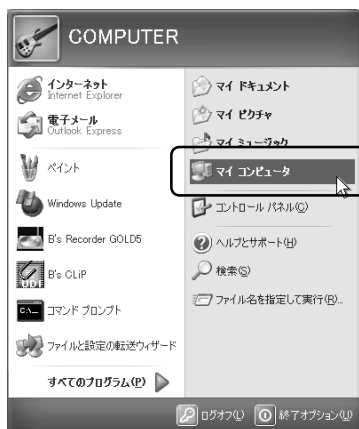 COMPUTER
インターネット
Internet Explorer
電子メール
Outlook Express
ペイント
Windows Update
B's Recorder GOLD5
B's CLiP
コマンド プロンプト
ファイルと設定の転送ウィザード
すべてのプログラム(P)
マイ ドキュメント
マイ ピクチャ
マイ ミュージック
マイ コンピュータ
コントロール パネル(C)
ヘルプとサポート(H)
検索(S)
ファイル名を指定して実行(R)...
ログオフ(L)
終了オプション(U)